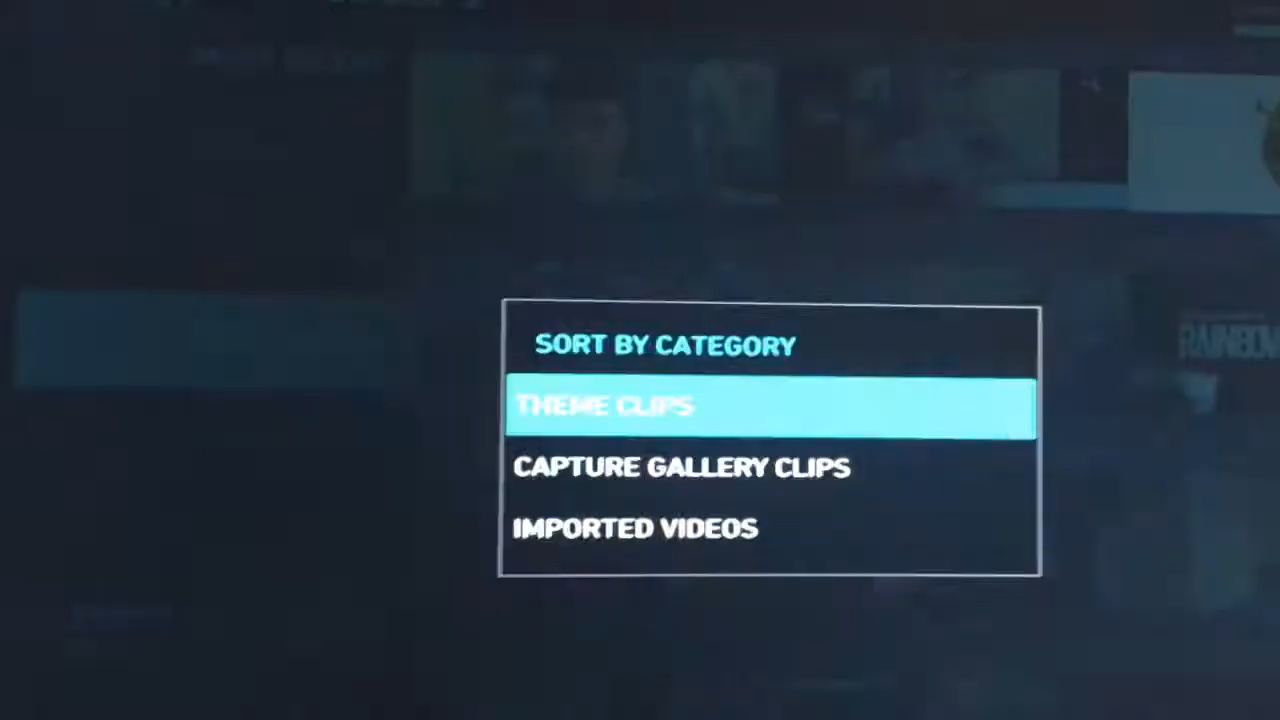 SORT BY CATEGORY
THEME CLIPS
CAPTURE GALLERY CLIPS
IMPORTED VIDEOS